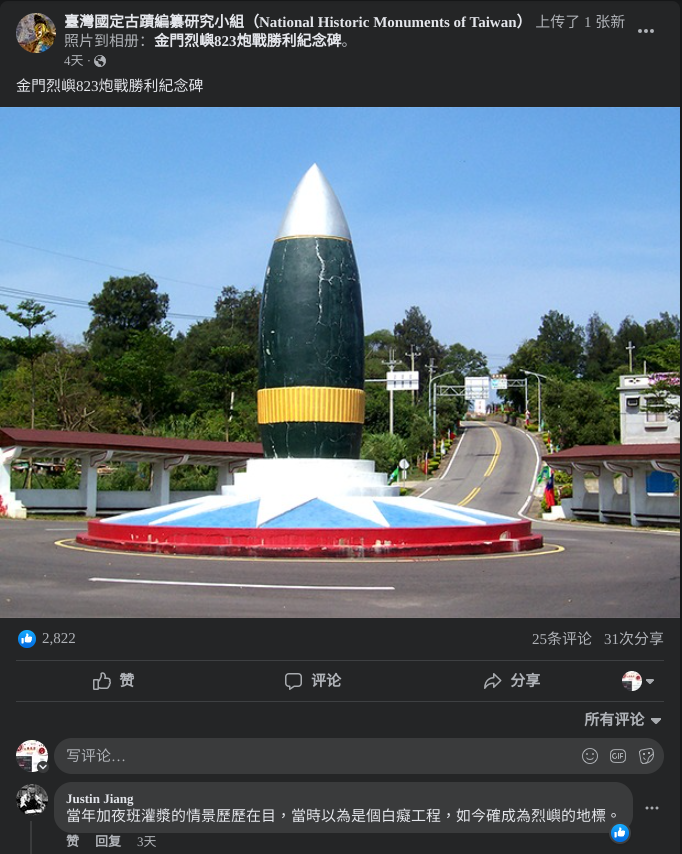 臺灣國定古蹟編纂研究小組（National Historic Monuments of Taiwan） 上传了 1 张新
照片到相册：金門烈嶼823炮戰勝利紀念碑。
4天 ·
金門烈嶼823炮戰勝利紀念碑
2,822
25条评论 31次分享
赞
评论
分享
所有评论
写评论…
GIF
Justin Jiang
當年加夜班灌漿的情景歷歷在目，當時以為是個白癡工程，如今確成為烈嶼的地標。
赞 回复 3天